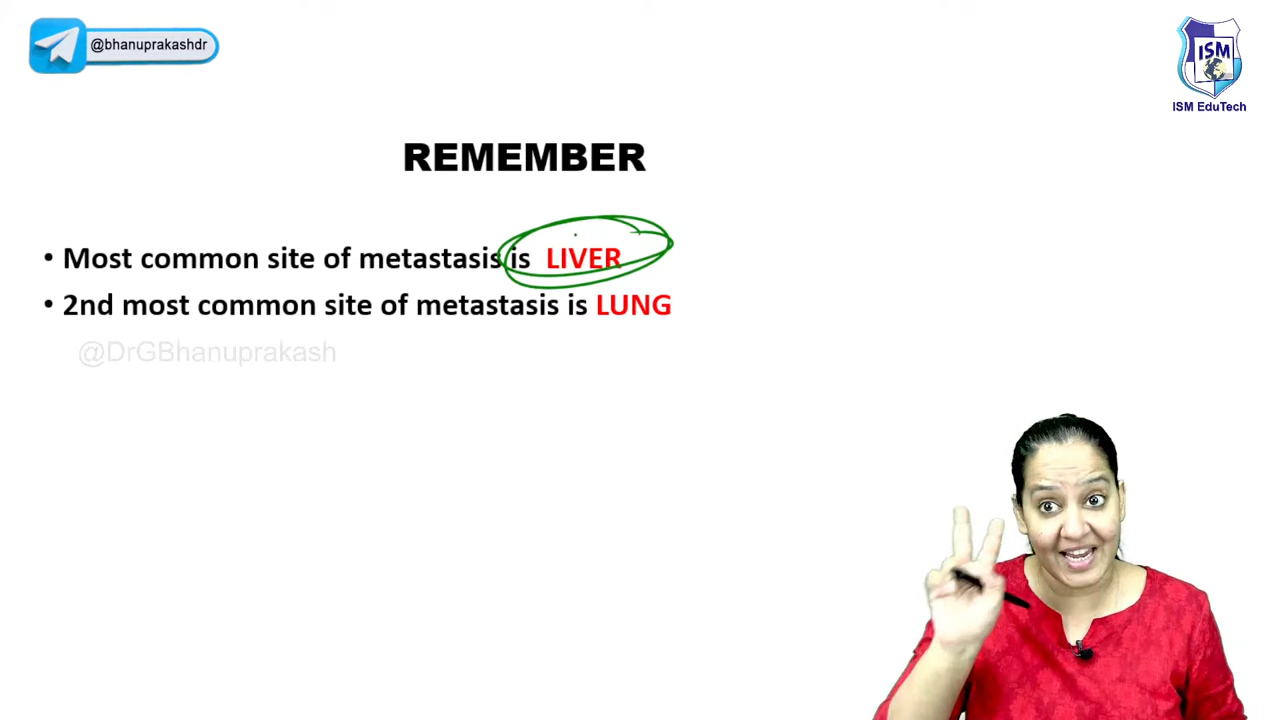 @bhanuprakashdr
ISM
ISM EduTech
REMEMBER
• Most common site of metastasis is LIVER
• 2nd most common site of metastasis is LUNG
@DrGBhanuprakash